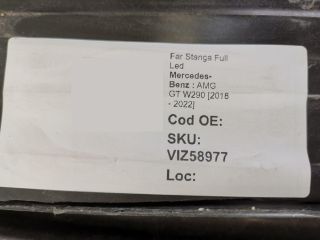 Far Stanga Full
Led
Mercedes-
Benz : AMG
GT W290 [2018
- 2022]
Cod OE:
SKU:
VIZ58977
Loc: